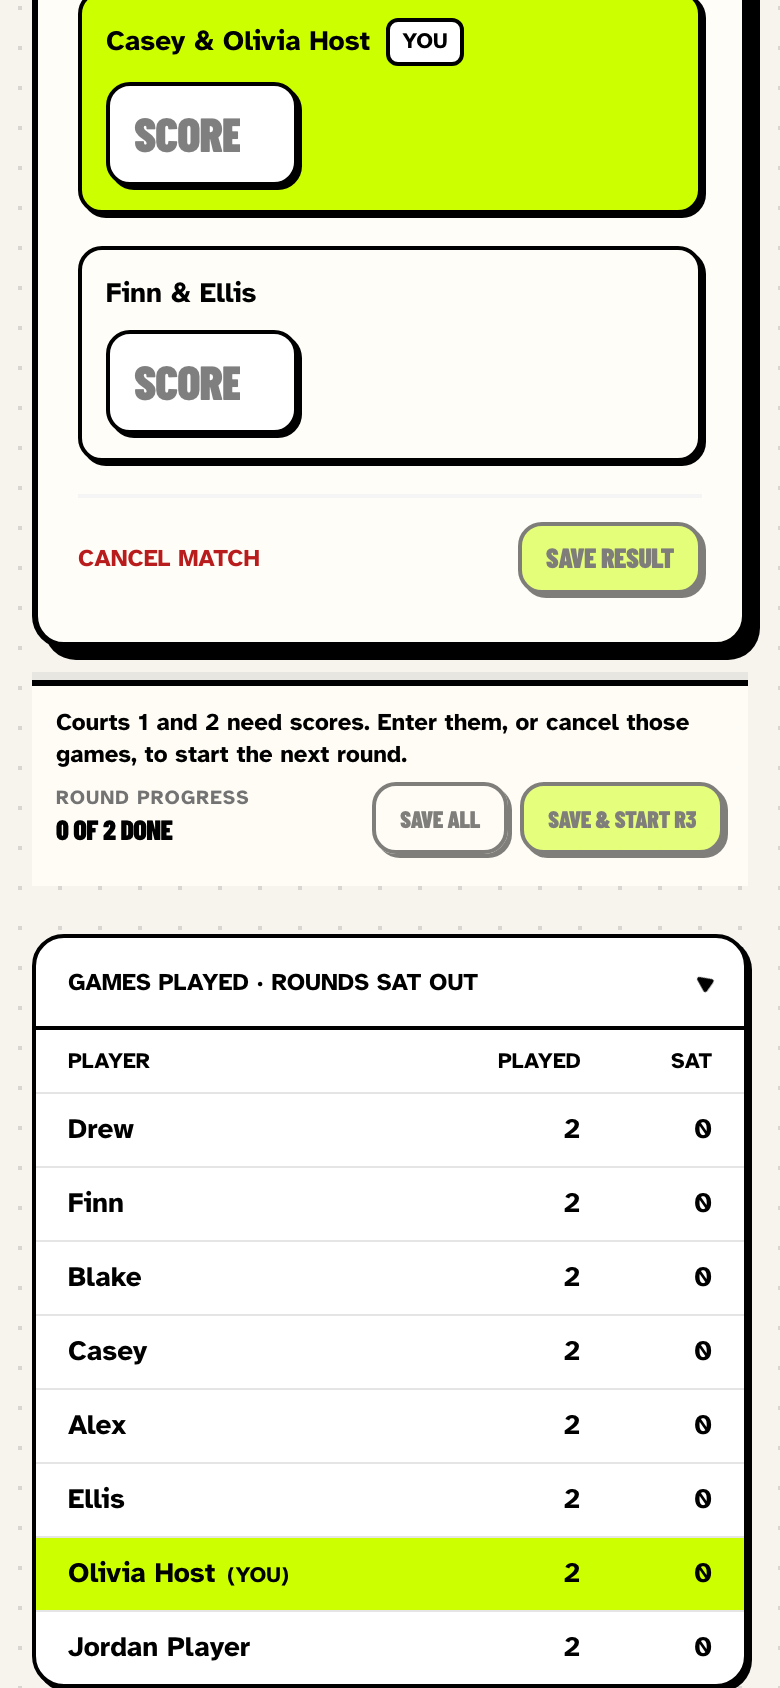 Casey & Olivia Host YOU
SCORE
Finn & Ellis
SCORE
CANCEL MATCH SAVE RESULT
Courts 1 and 2 need scores. Enter them, or cancel those
games, to start the next round.
ROUND PROGRESS
0 OF 2 DONE
SAVE ALL SAVE & START R3
GAMES PLAYED · ROUNDS SAT OUT
PLAYER PLAYED SAT
Drew 2 0
Finn 2 0
Blake 2 0
Casey 2 0
Alex 2 0
Ellis 2 0
Olivia Host (YOU) 2 0
Jordan Player 2 0